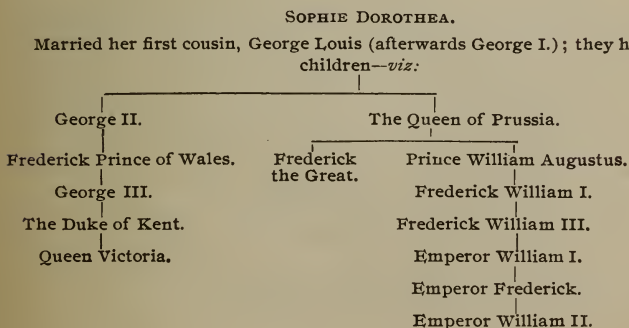 SOPHIE DOROTHEA.
Married her first cousin, George Louis (afterwards George I.); they h
children—viz:
George II. The Queen of Prussia.
Frederick Prince of Wales. Frederick the Great. Prince William Augustus.
George III. Frederick William I.
The Duke of Kent. Frederick William III.
Queen Victoria. Emperor William I.
Emperor Frederick.
Emperor William II.